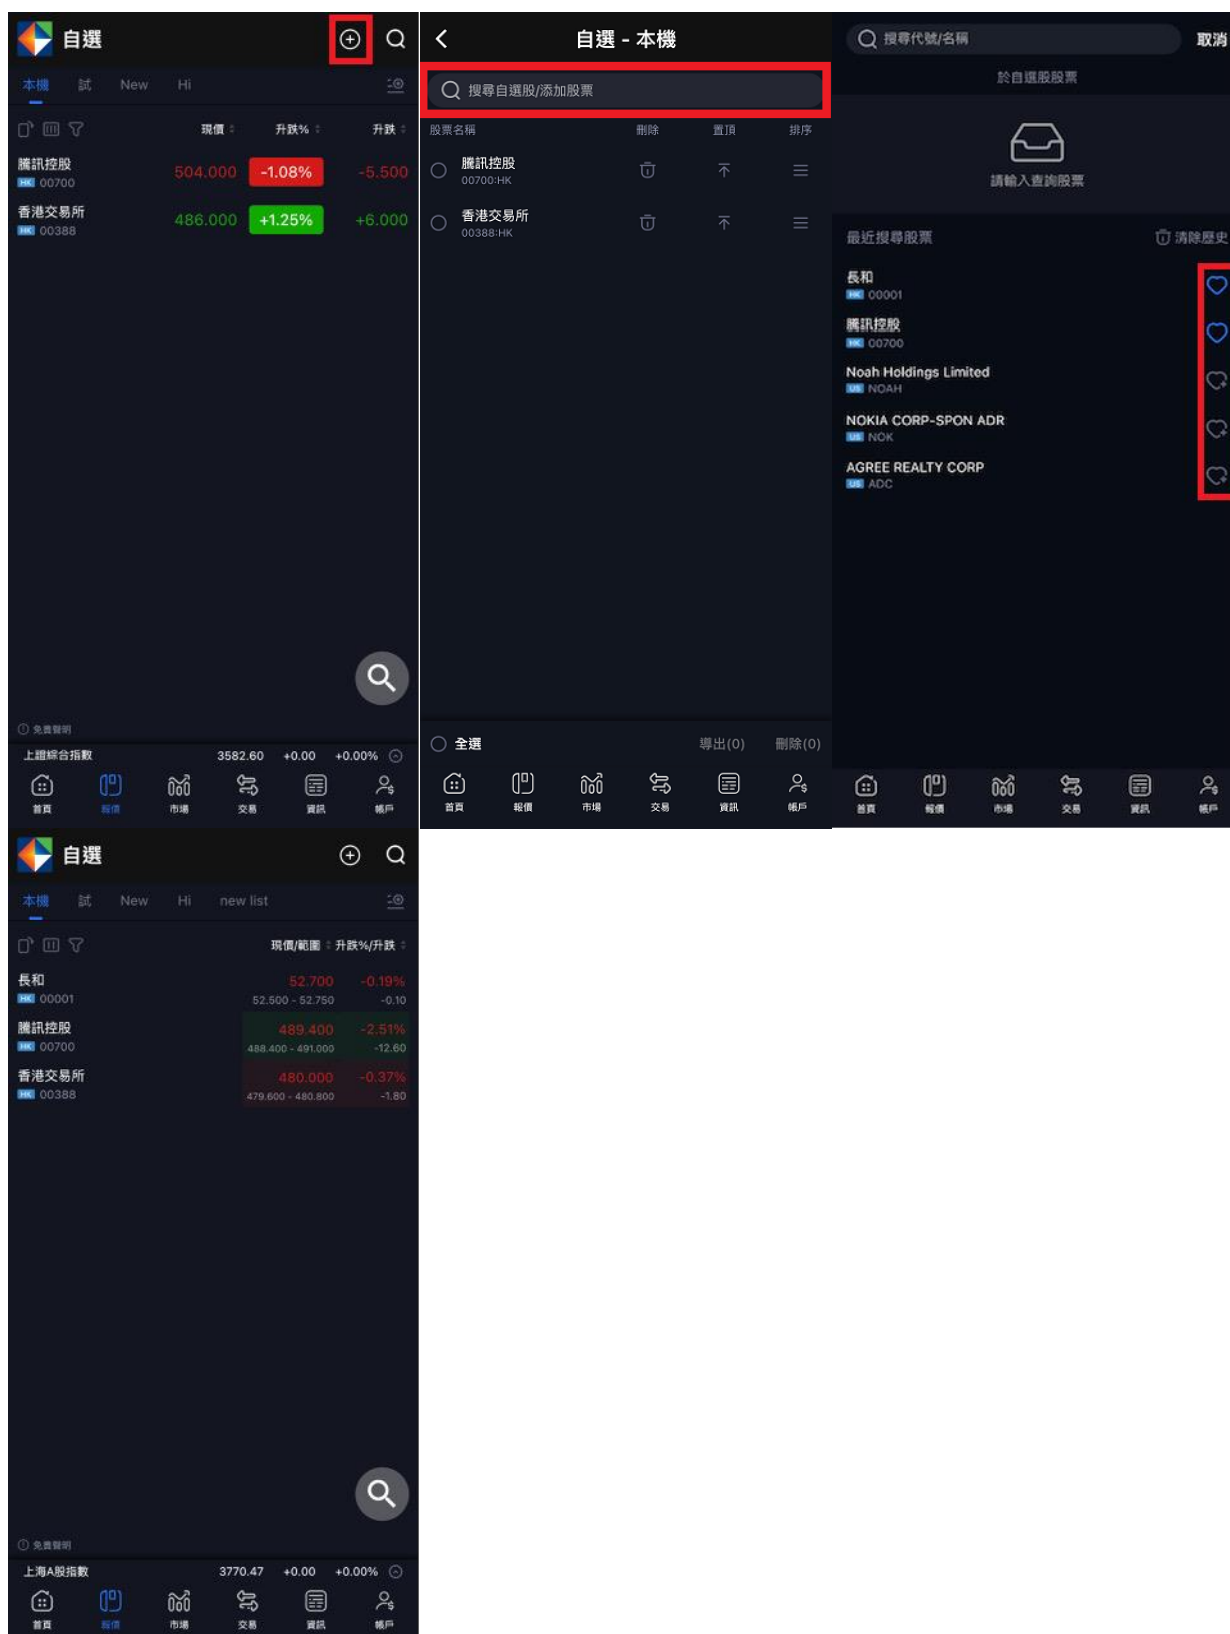 自選
本機 試 New Hi
現價 升跌% 升跌
騰訊控股
HK 00700
504.000 -1.08% -5.500
香港交易所
HK 00388
486.000 +1.25% +6.000
免責聲明
上證綜合指數 3582.60 +0.00 +0.00%
首頁 報價 市場 交易 資訊 帳戶
自選 - 本機
搜尋自選股/添加股票
股票名稱 刪除 置頂 排序
騰訊控股
00700:HK
香港交易所
00388:HK
全選 導出(0) 刪除(0)
首頁 報價 市場 交易 資訊 帳戶
搜尋代號/名稱 取消
於自選股股票
請輸入查詢股票
最近搜尋股票 清除歷史
長和
HK 00001
騰訊控股
HK 00700
Noah Holdings Limited
US NOAH
NOKIA CORP-SPON ADR
US NOK
AGREE REALTY CORP
US ADC
首頁 報價 市場 交易 資訊 帳戶
自選
本機 試 New Hi new list
現價/範圍 升跌%/升跌
長和 52.700 -0.19%
HK 00001 52.500 - 52.750 -0.10
騰訊控股 489.400 -2.51%
HK 00700 488.400 - 491.000 -12.60
香港交易所 480.000 -0.37%
HK 00388 479.600 - 480.800 -1.80
免責聲明
上海A股指數 3770.47 +0.00 +0.00%
首頁 報價 市場 交易 資訊 帳戶